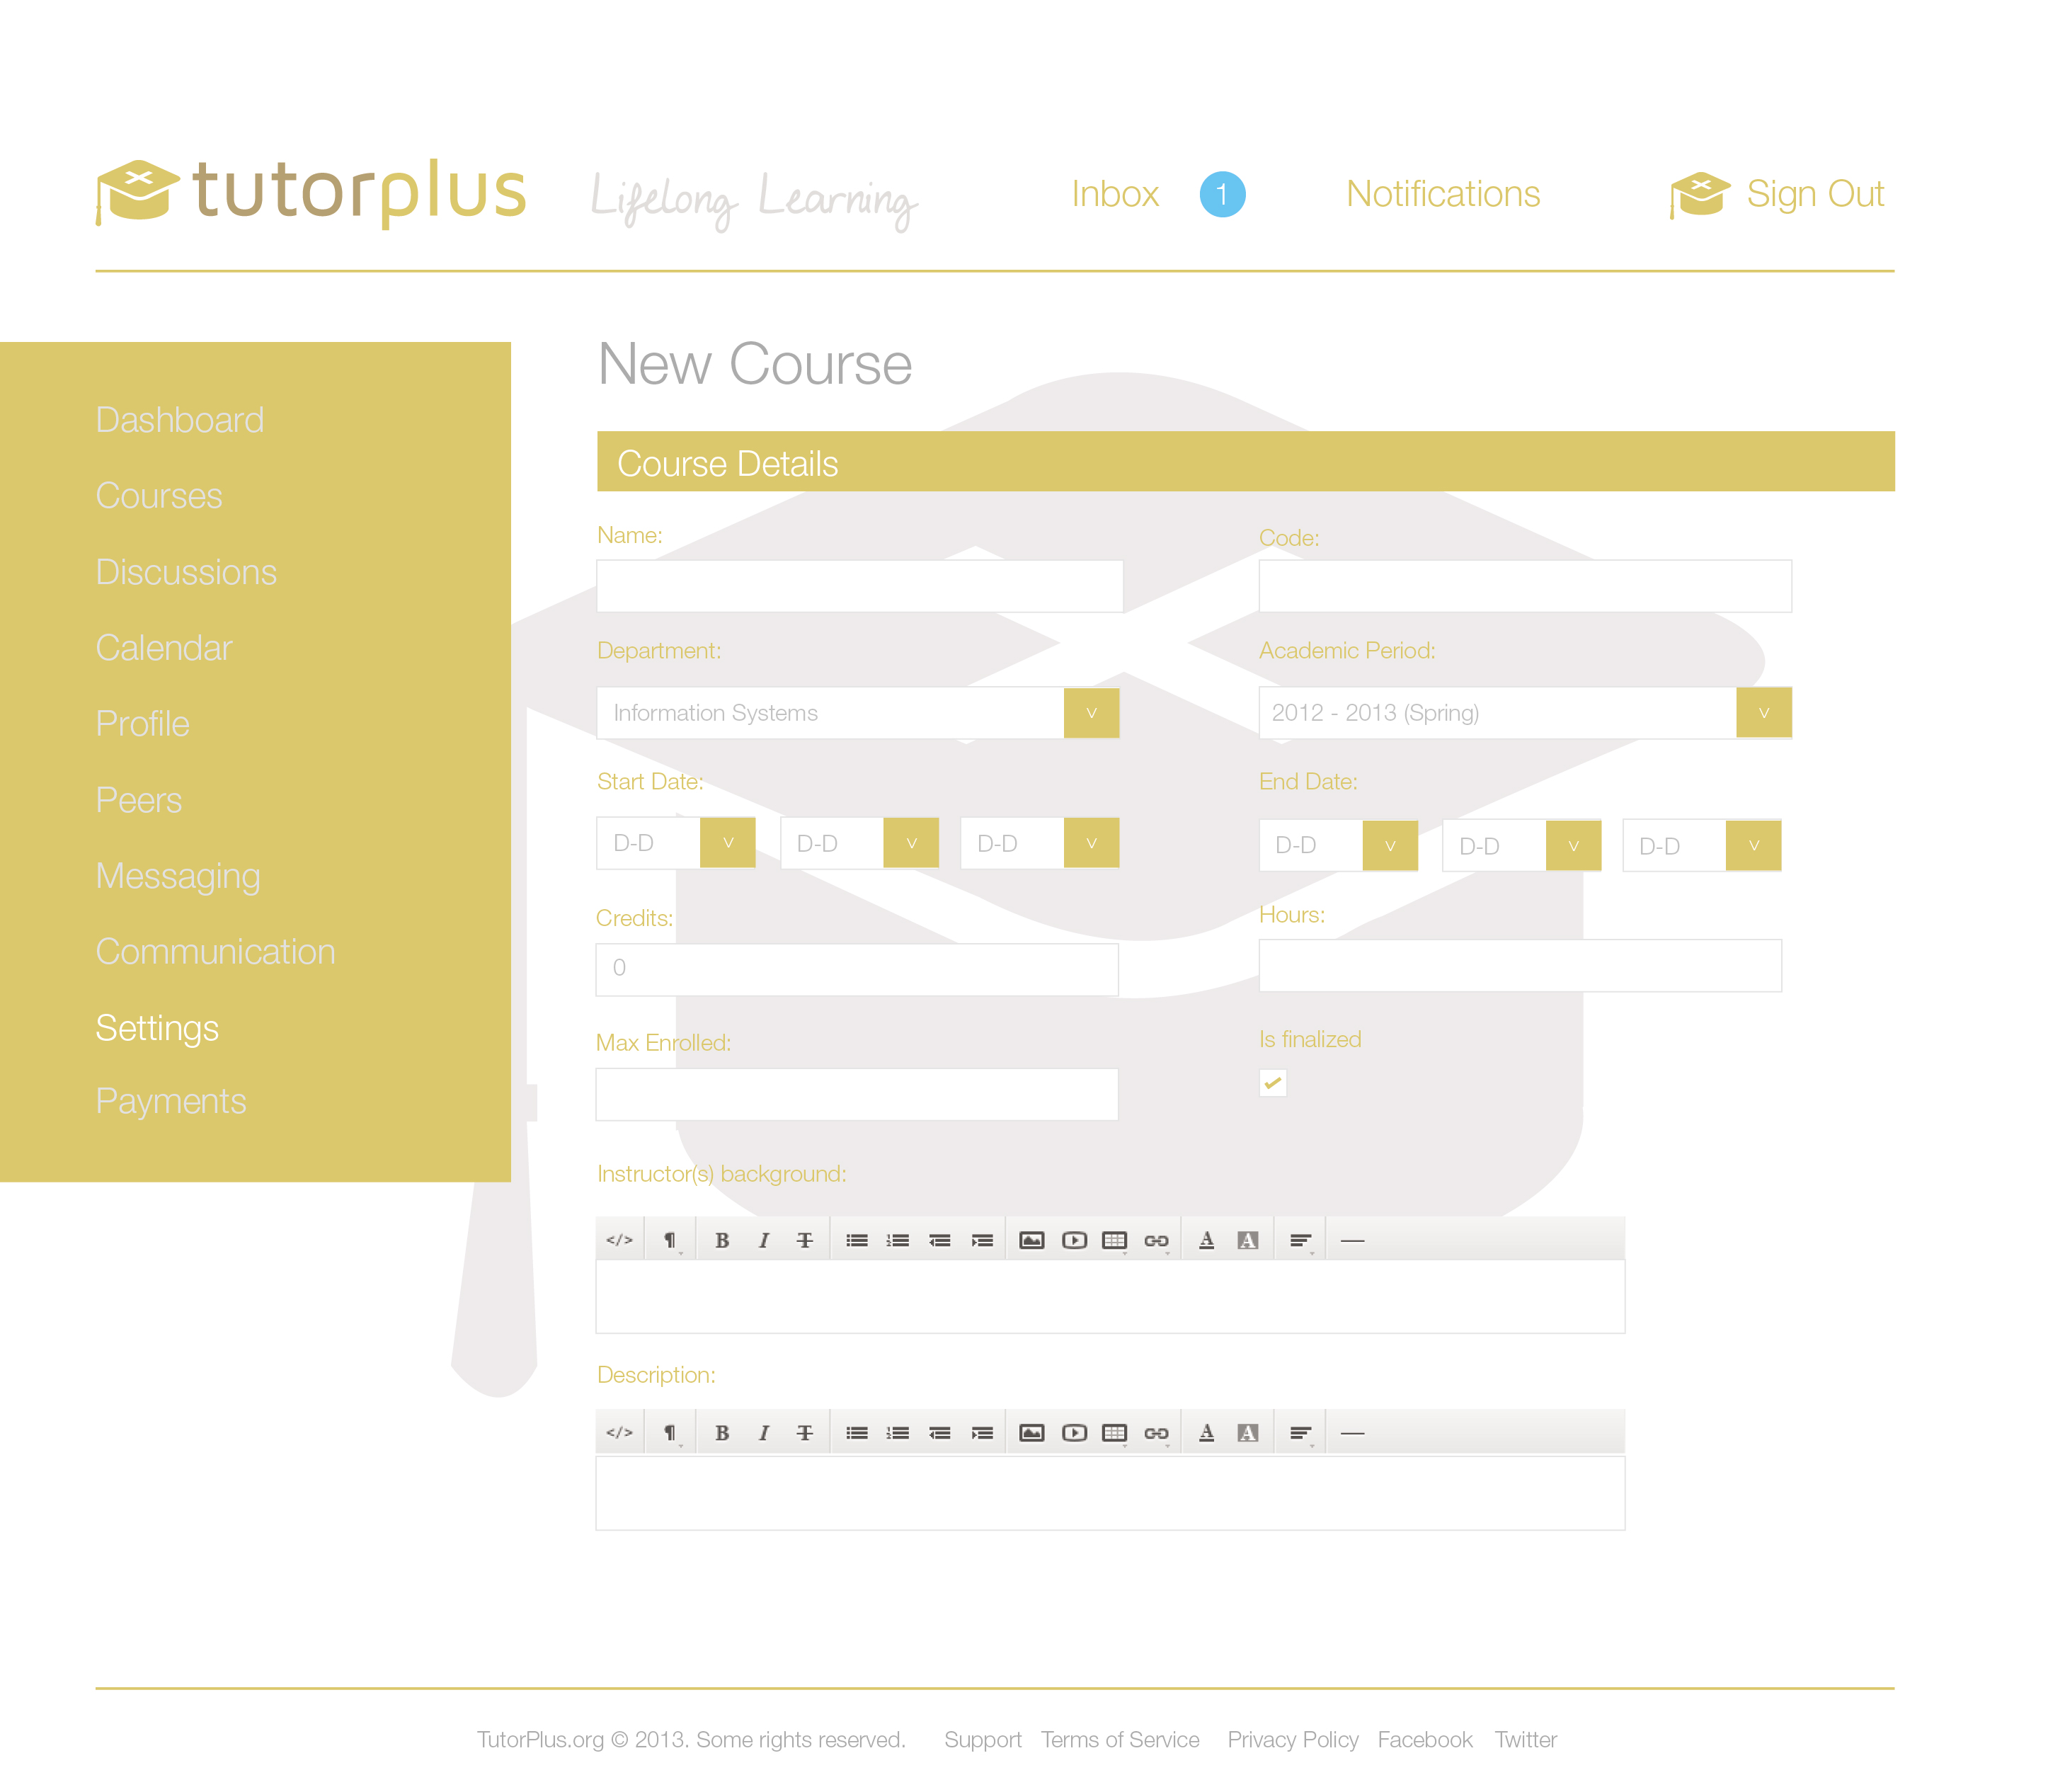 tutorplus Lifelong Learning Inbox 1 Notifications Sign Out
New Course
Dashboard
Courses
Discussions
Calendar
Profile
Peers
Messaging
Communication
Settings
Payments
Course Details
Name: Code:
Department: Academic Period:
Information Systems v 2012 - 2013 (Spring) v
Start Date: End Date:
D-D v D-D v D-D v D-D v D-D v D-D v
Credits: Hours:
0
Max Enrolled: Is finalized
Instructor(s) background:
</> ¶ B I T A A
Description:
</> ¶ B I T A A
TutorPlus.org © 2013. Some rights reserved. Support Terms of Service Privacy Policy Facebook Twitter